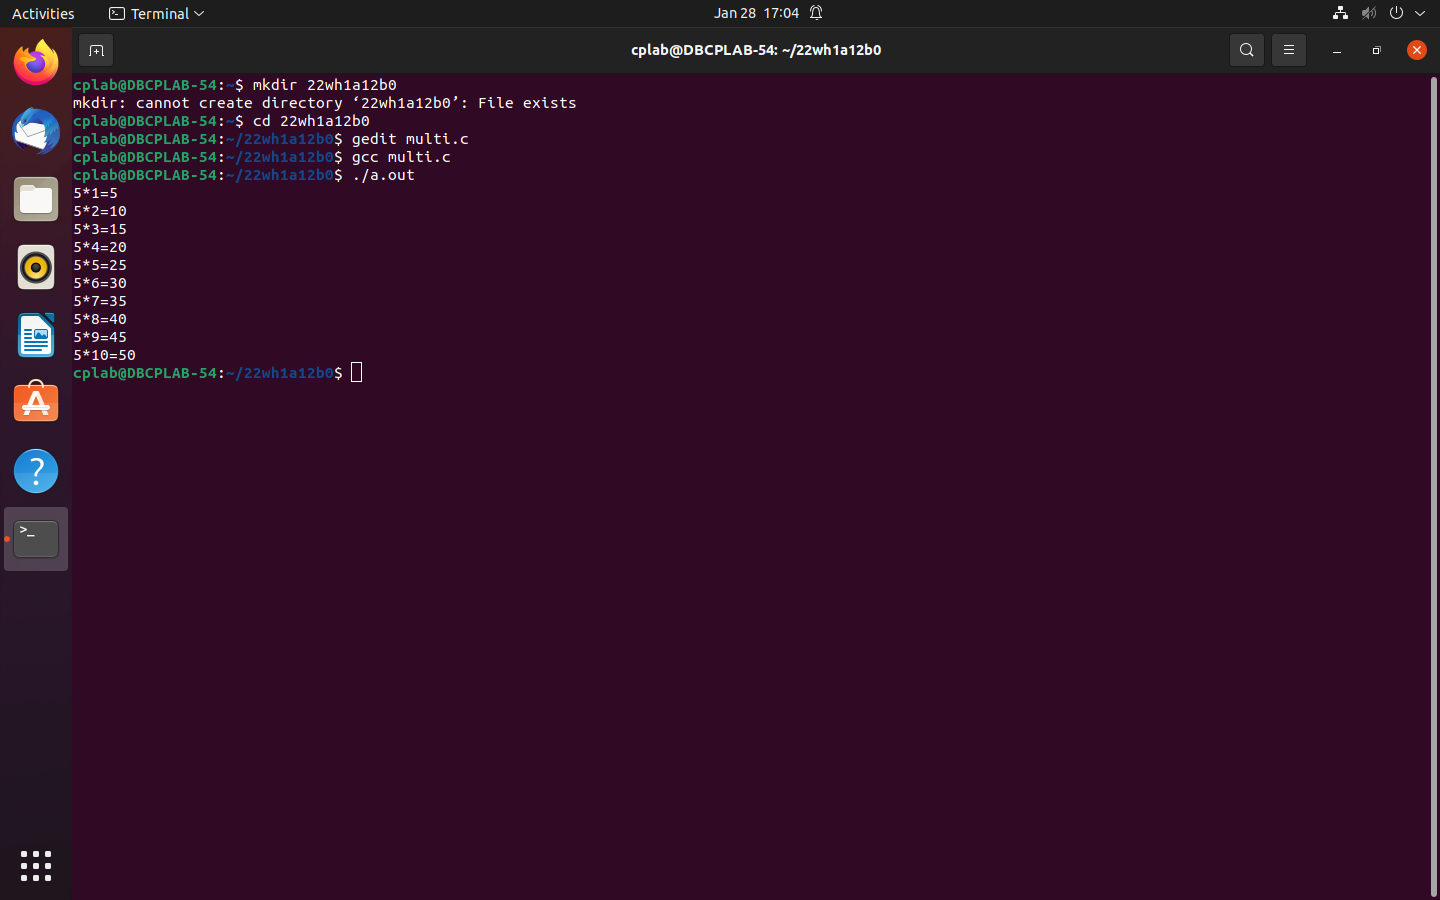 Activities Terminal Jan 28 17:04
cplab@DBCPLAB-54: ~/22wh1a12b0
cplab@DBCPLAB-54:~$ mkdir 22wh1a12b0
mkdir: cannot create directory ‘22wh1a12b0’: File exists
cplab@DBCPLAB-54:~$ cd 22wh1a12b0
cplab@DBCPLAB-54:~/22wh1a12b0$ gedit multi.c
cplab@DBCPLAB-54:~/22wh1a12b0$ gcc multi.c
cplab@DBCPLAB-54:~/22wh1a12b0$ ./a.out
5*1=5
5*2=10
5*3=15
5*4=20
5*5=25
5*6=30
5*7=35
5*8=40
5*9=45
5*10=50
cplab@DBCPLAB-54:~/22wh1a12b0$